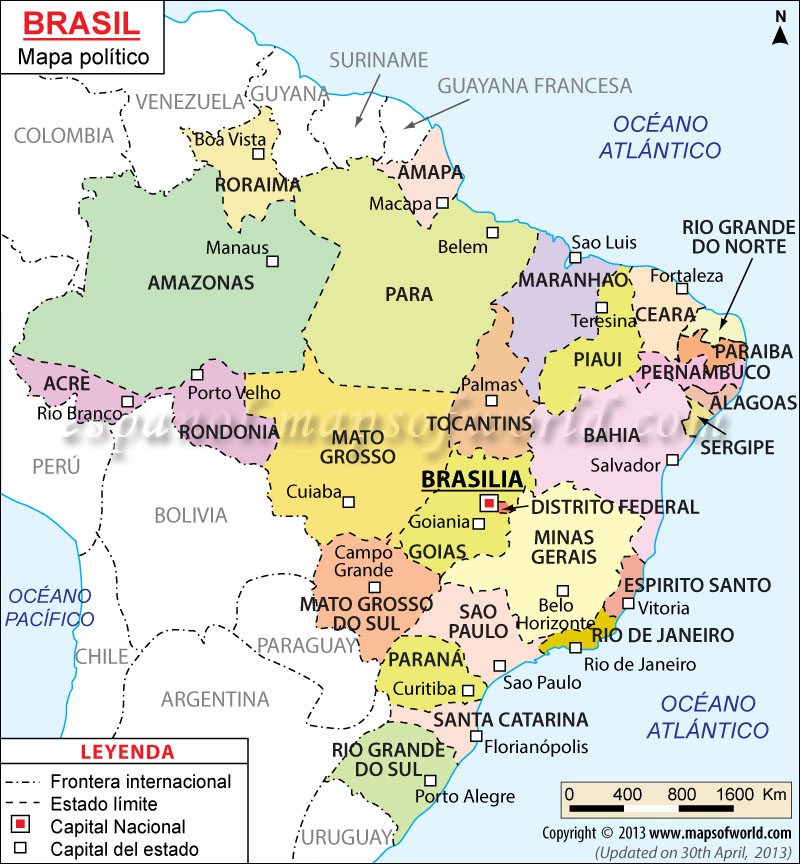 BRASIL
Mapa político
N
SURINAME
GUAYANA FRANCESA
VENEZUELA
GUYANA
COLOMBIA
OCÉANO
ATLÁNTICO
Boa Vista
RORAIMA
AMAPA
Macapa
Belem
Manaus
AMAZONAS
PARA
Sao Luis
MARANHAO
RIO GRANDE
DO NORTE
Fortaleza
CEARA
Teresina
PIAUI
PARAIBA
PERNAMBUCO
ALAGOAS
SERGIPE
ACRE
Rio Branco
Porto Velho
RONDONIA
Palmas
TOCANTINS
MATO
GROSSO
BAHIA
Salvador
espanol.mapsofworld.com
PERÚ
BOLIVIA
Cuiaba
BRASILIA
DISTRITO FEDERAL
Goiania
GOIAS
MINAS
GERAIS
Belo
Horizonte
ESPIRITO SANTO
Vitoria
Campo
Grande
MATO GROSSO
DO SUL
OCÉANO
PACÍFICO
CHILE
PARAGUAY
SAO
PAULO
Sao Paulo
RIO DE JANEIRO
Rio de Janeiro
PARANÁ
Curitiba
ARGENTINA
SANTA CATARINA
Florianópolis
OCÉANO
ATLÁNTICO
RIO GRANDE
DO SUL
Porto Alegre
URUGUAY
LEYENDA
Frontera internacional
Estado límite
Capital Nacional
Capital del estado
0 400 800 1600 Km
Copyright © 2013 www.mapsofworld.com
(Updated on 30th April, 2013)